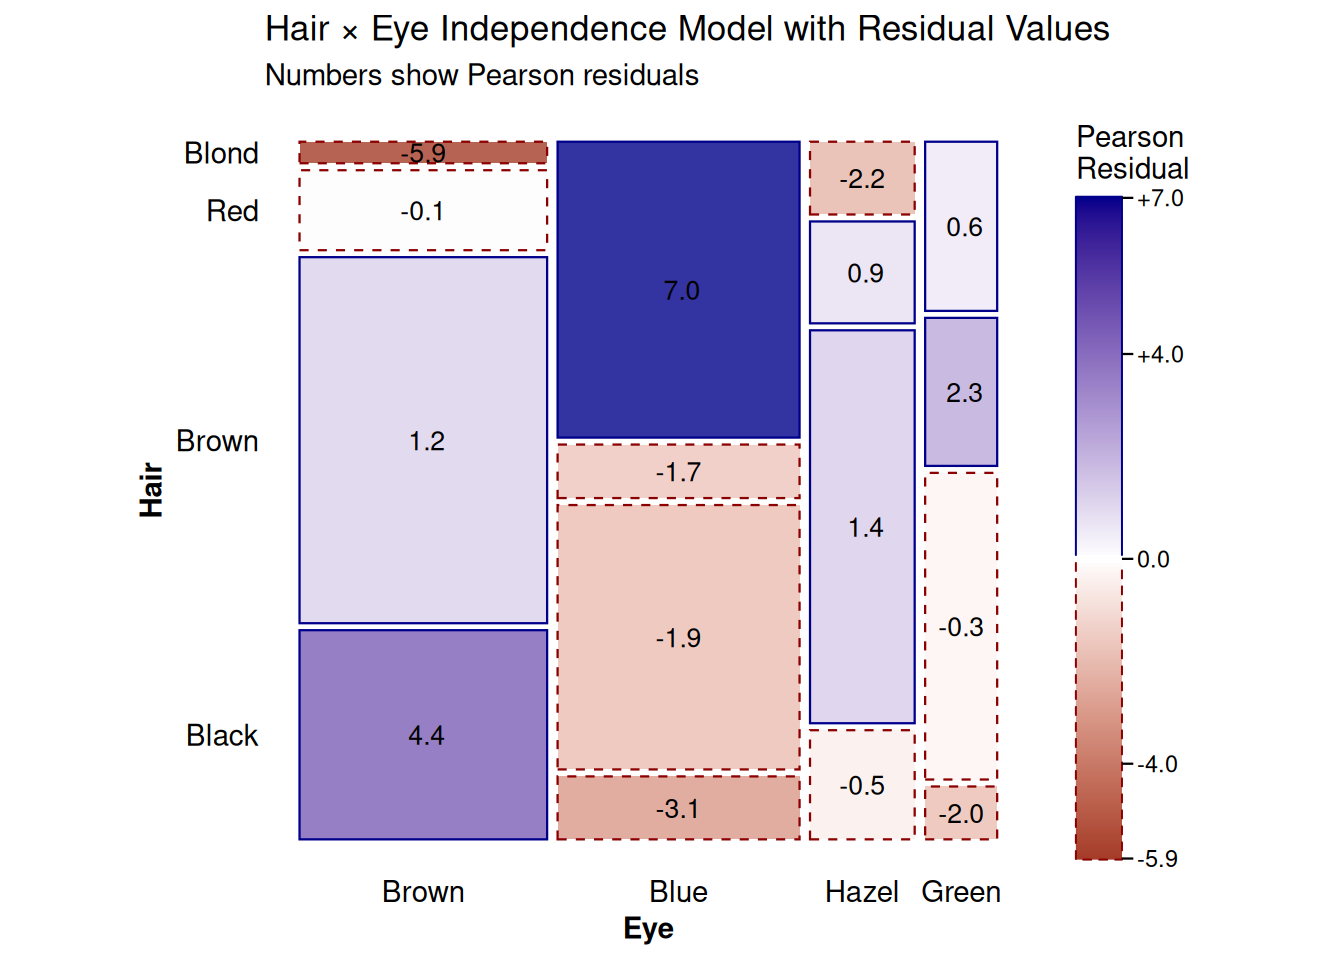 Hair × Eye Independence Model with Residual Values
Numbers show Pearson residuals
Pearson
Residual
+7.0
+4.0
0.0
-4.0
-5.9
Hair
Blond
Red
Brown
Black
-5.9
-0.1
1.2
4.4
7.0
-1.7
-1.9
-3.1
-2.2
0.9
1.4
-0.5
0.6
2.3
-0.3
-2.0
Brown Blue Hazel Green
Eye